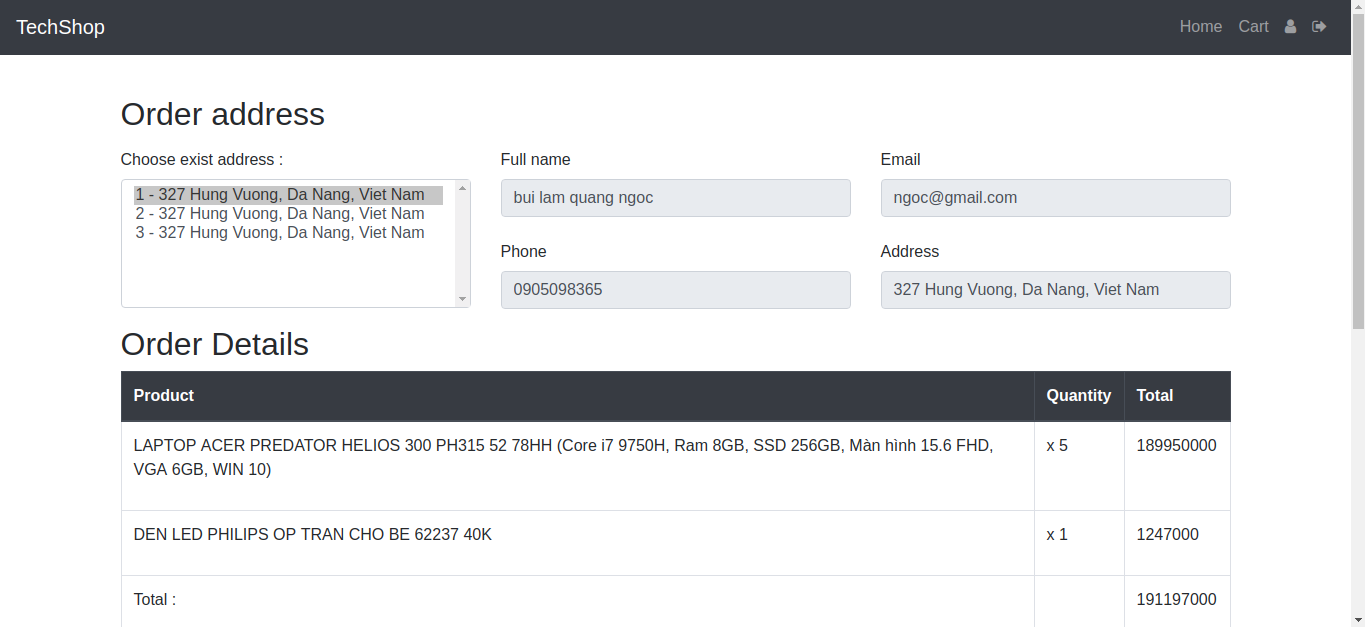 TechShop
Home Cart
Order address
Choose exist address :
1 - 327 Hung Vuong, Da Nang, Viet Nam
2 - 327 Hung Vuong, Da Nang, Viet Nam
3 - 327 Hung Vuong, Da Nang, Viet Nam
Full name
bui lam quang ngoc
Email
ngoc@gmail.com
Phone
0905098365
Address
327 Hung Vuong, Da Nang, Viet Nam
Order Details
Product Quantity Total
LAPTOP ACER PREDATOR HELIOS 300 PH315 52 78HH (Core i7 9750H, Ram 8GB, SSD 256GB, Màn hình 15.6 FHD, x 5 189950000
VGA 6GB, WIN 10)
DEN LED PHILIPS OP TRAN CHO BE 62237 40K x 1 1247000
Total : 191197000